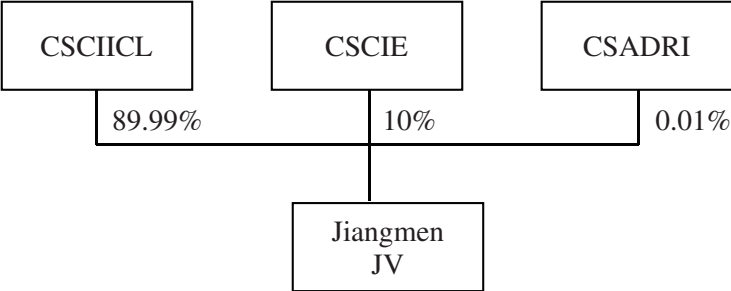 CSCIICL
CSCIE
CSADRI
89.99%
10%
0.01%
Jiangmen
JV